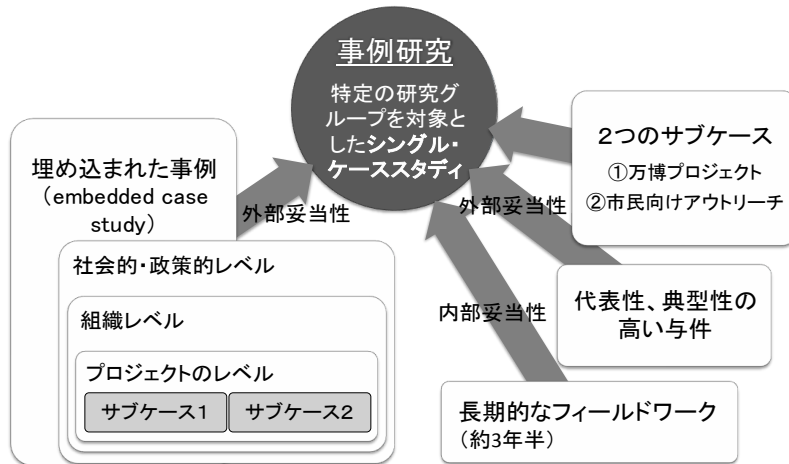 事例研究
特定の研究グ
ループを対象と
したシングル・
ケーススタディ
埋め込まれた事例
(embedded case
study)
社会的・政策的レベル
組織レベル
プロジェクトのレベル
サブケース1
サブケース2
外部妥当性
外部妥当性
内部妥当性
2つのサブケース
①万博プロジェクト
②市民向けアウトリーチ
代表性、典型性の
高い与件
長期的なフィールドワーク
(約3年半)